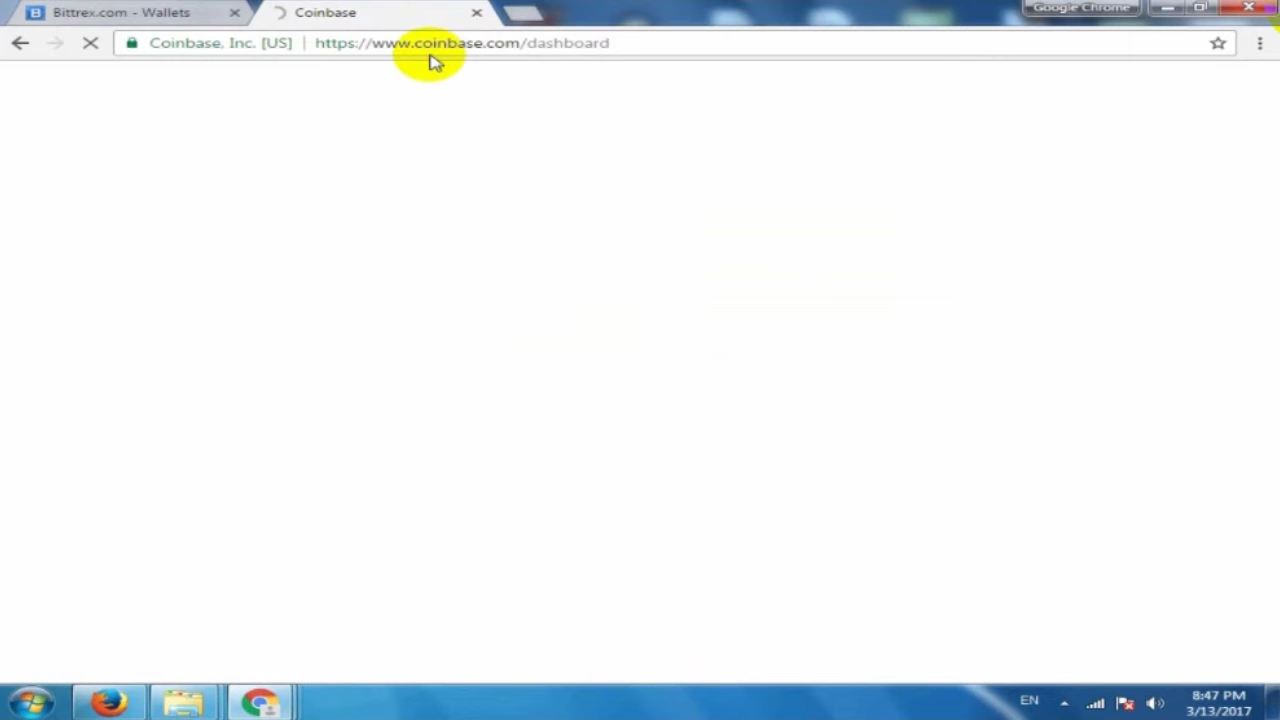 Bittrex.com - Wallets
Coinbase
Google Chrome
Coinbase, Inc. [US]
https://www.coinbase.com/dashboard
EN
8:47 PM
3/13/2017